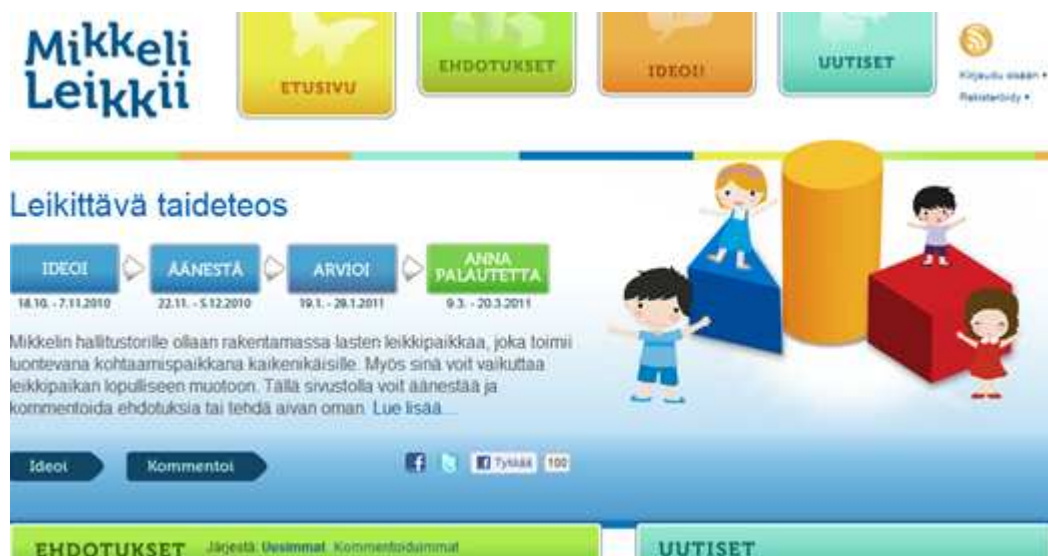 Mikkeli
Leikkii
ETUSIVU
EHDOTUKSET
IDEOI!
UUTISET
Kirjaudu sisään
Rekisteröidy
Leikittävä taideteos
IDEOI
ÄÄNESTÄ
ARVIOI
ANNA
PALAUTETTA
18.10. - 7.11.2010
22.11. - 5.12.2010
19.1. - 28.1.2011
9.3. - 20.3.2011
Mikkelin hallitustorille ollaan rakentamassa lasten leikkipaikkaa, joka toimii
luontevana kohtaamispaikkana kaikenikäisille. Myös sinä voit vaikuttaa
leikkipaikan lopulliseen muotoon. Tällä sivustolla voit äänestää ja
kommentoida ehdotuksia tai tehdä aivan oman. Lue lisää...
Ideoi
Kommentoi
Tykkää
100
EHDOTUKSET
Järjestä: Uusimmat Kommentoiduimmat
UUTISET